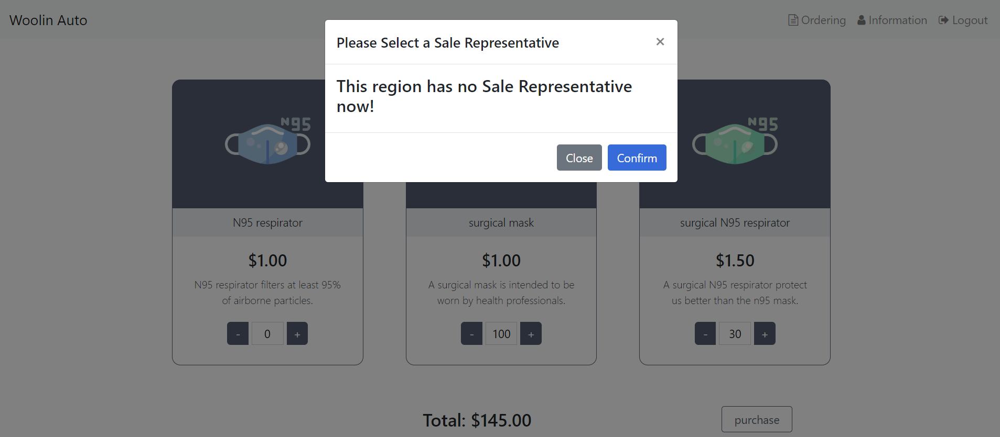 Woolin Auto
Ordering
Information
Logout
Please Select a Sale Representative
×
This region has no Sale Representative
now!
Close
Confirm
N95
N95
N95 respirator
surgical mask
surgical N95 respirator
$1.00
$1.00
$1.50
N95 respirator filters at least 95%
of airborne particles.
A surgical mask is intended to be
worn by health professionals.
A surgical N95 respirator protect
us better than the n95 mask.
- 0 +
- 100 +
- 30 +
Total: $145.00
purchase